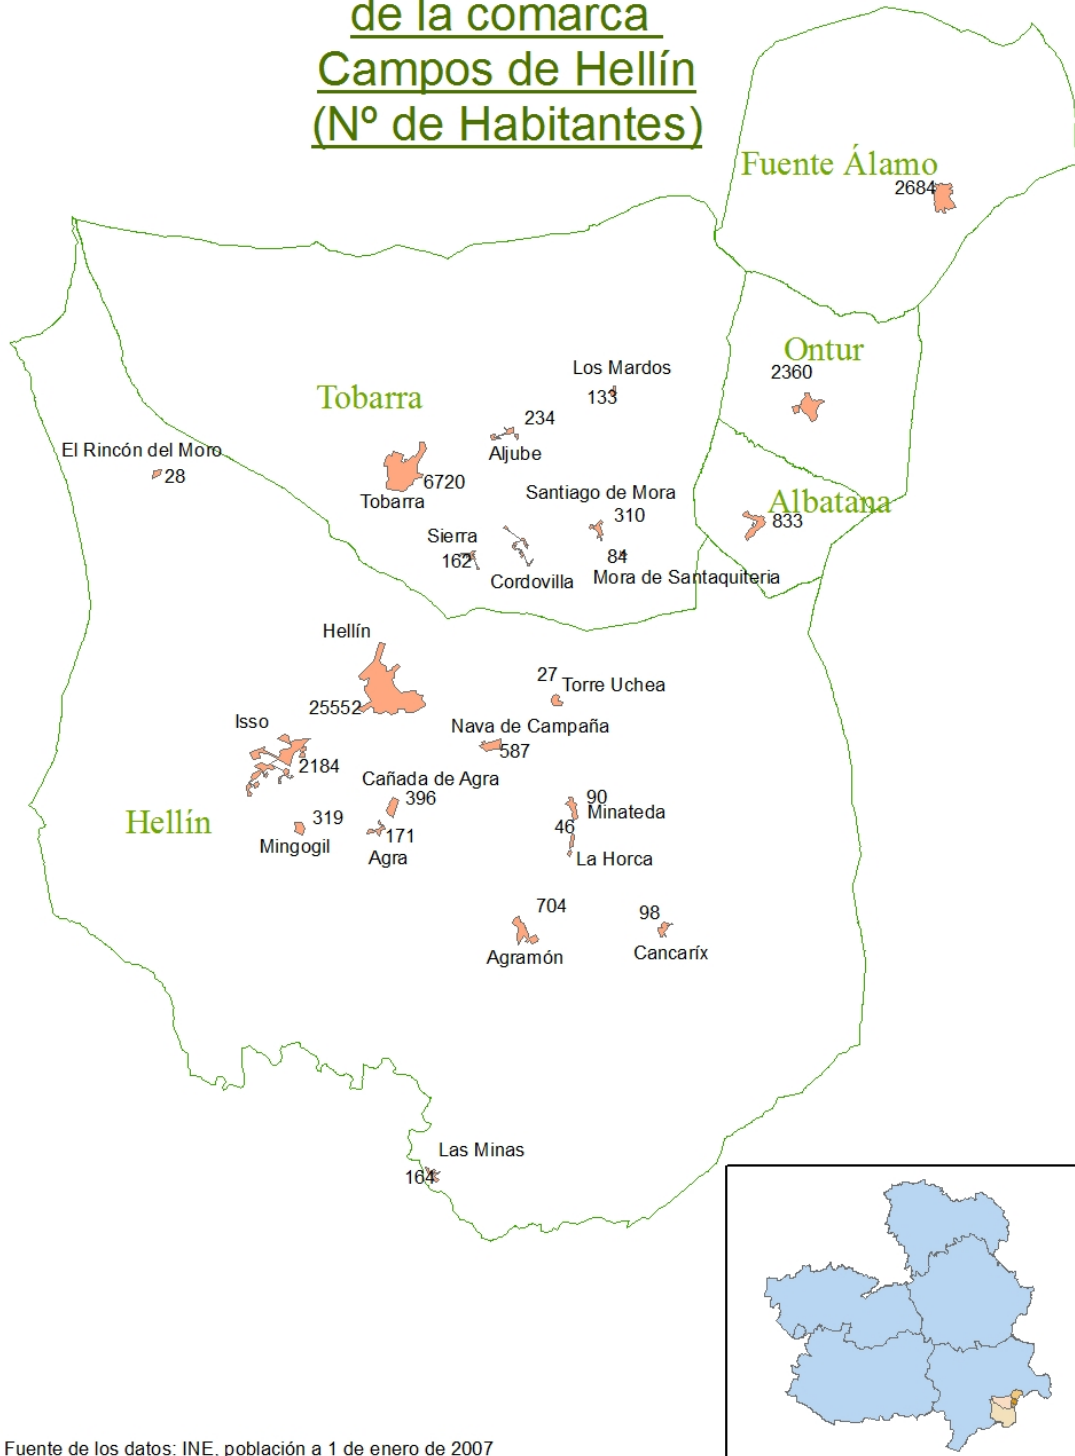 de la comarca
Campos de Hellín
(Nº de Habitantes)
Fuente Álamo
2684
Ontur
2360
Los Mardos
133
Tobarra
234
Aljube
El Rincón del Moro
28
6720
Tobarra
Santiago de Mora
310
Albatana
833
Sierra
162
Cordovilla
84
Mora de Santaquiteria
Hellín
25552
27
Torre Uchea
Isso
2184
Nava de Campaña
587
Cañada de Agra
396
319
Mingogil
171
Agra
Hellín
90
Minateda
46
La Horca
704
Agramón
98
Cancaríx
Las Minas
164
Fuente de los datos: INE, población a 1 de enero de 2007